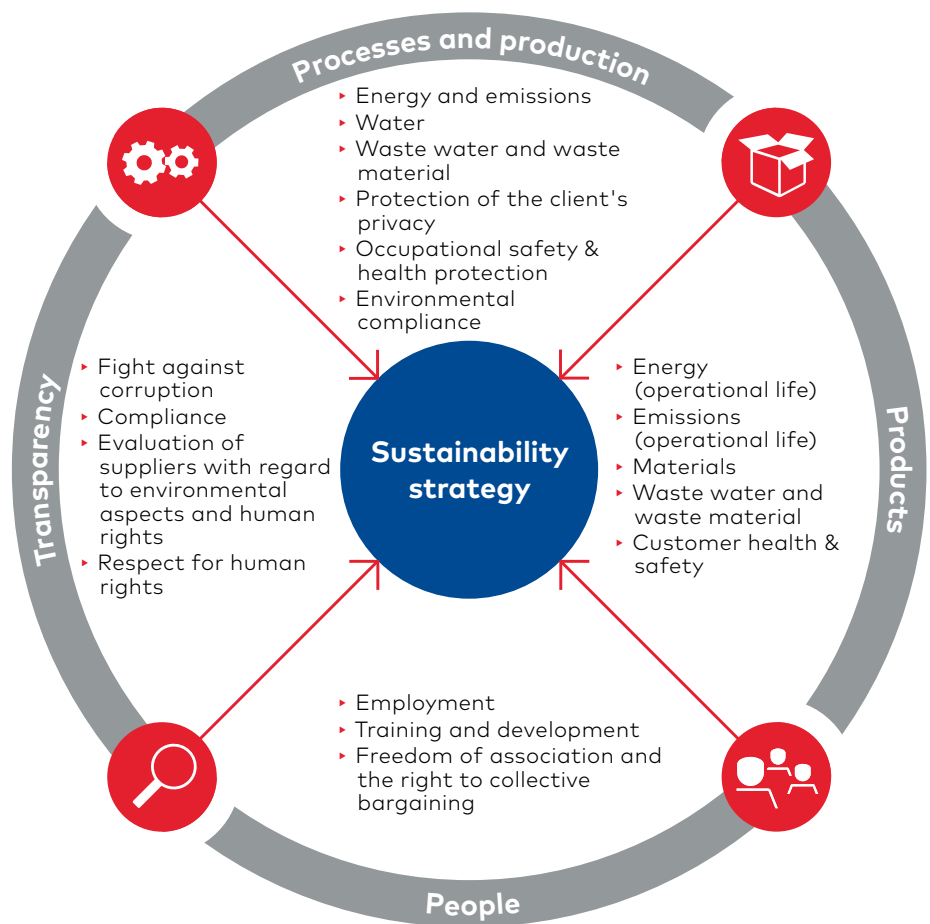 Processes and production
‣ Energy and emissions
‣ Water
‣ Waste water and waste
material
‣ Protection of the client's
privacy
‣ Occupational safety &
health protection
‣ Environmental
compliance
Transparency
‣ Fight against
corruption
‣ Compliance
‣ Evaluation of
suppliers with regard
to environmental
aspects and human
rights
‣ Respect for human
rights
Sustainability
strategy
‣ Energy
(operational life)
‣ Emissions
(operational life)
‣ Materials
‣ Waste water and
waste material
‣ Customer health &
safety
Products
‣ Employment
‣ Training and development
‣ Freedom of association and
the right to collective
bargaining
People